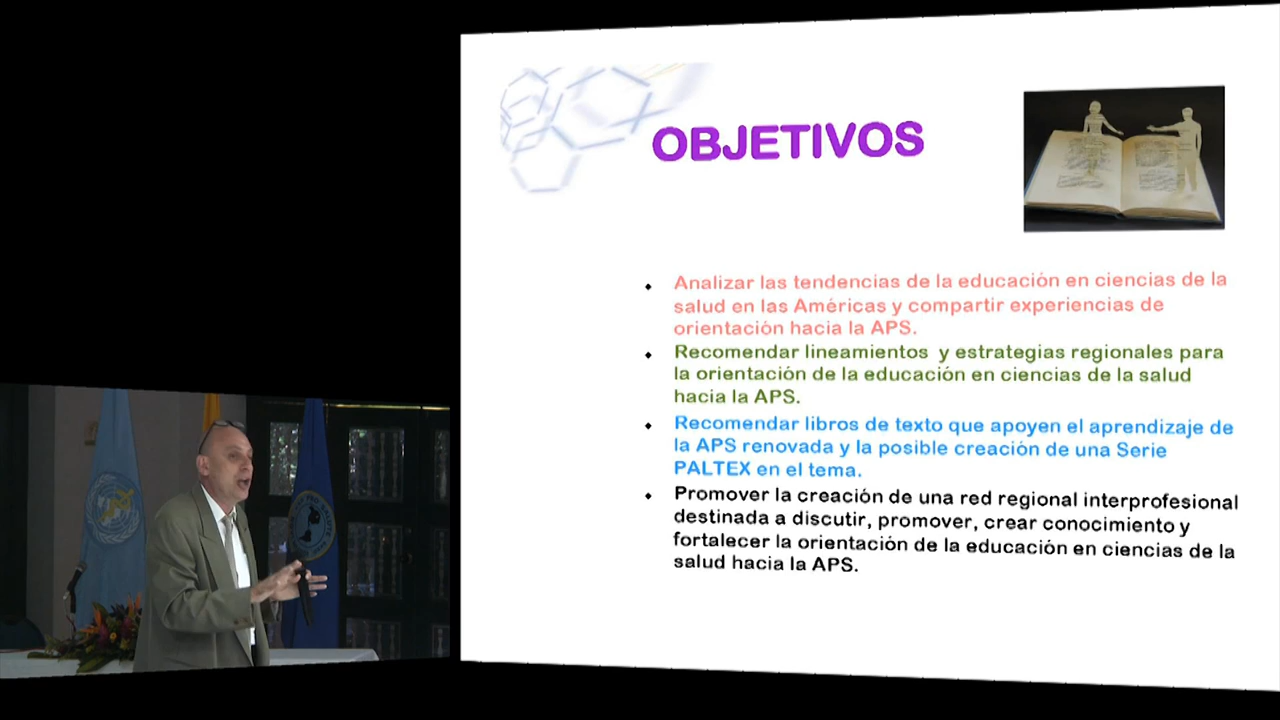 OBJETIVOS
Analizar las tendencias de la educación en ciencias de la
salud en las Américas y compartir experiencias de
orientación hacia la APS.
Recomendar lineamientos y estrategias regionales para
la orientación de la educación en ciencias de la salud
hacia la APS.
Recomendar libros de texto que apoyen el aprendizaje de
la APS renovada y la posible creación de una Serie
PALTEX en el tema.
Promover la creación de una red regional interprofesional
destinada a discutir, promover, crear conocimiento y
fortalecer la orientación de la educación en ciencias de la
salud hacia la APS.